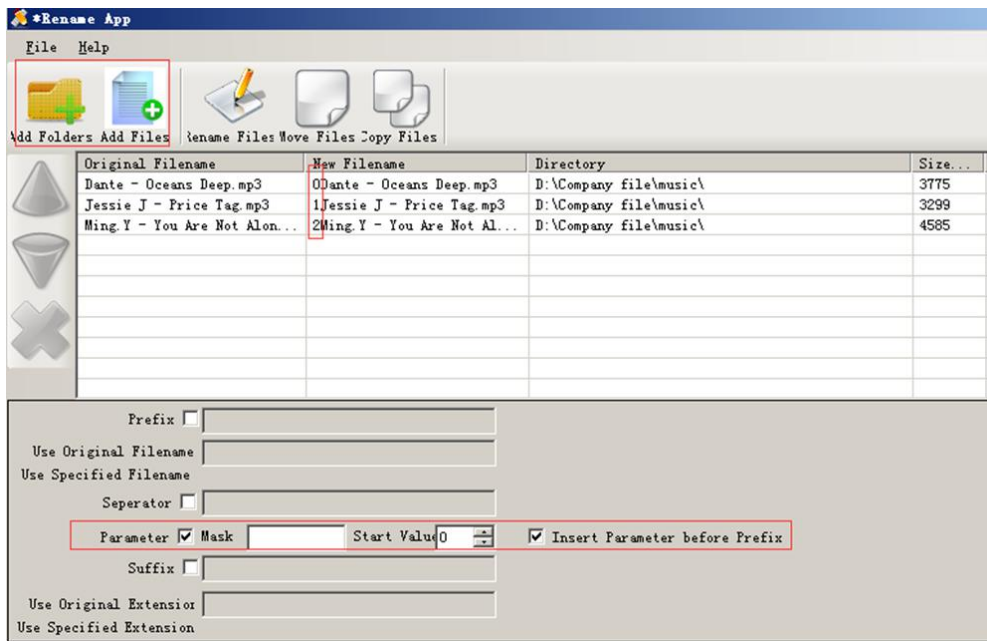 *Rename App
File Help
Add Folders Add Files Rename Files Move Files Copy Files
Original Filename New Filename Directory Size...
Dante - Oceans Deep.mp3 0Dante - Oceans Deep.mp3 D:\Company file\music\ 3775
Jessie J - Price Tag.mp3 1Jessie J - Price Tag.mp3 D:\Company file\music\ 3299
Ming.Y - You Are Not Alon... 2Ming.Y - You Are Not Al... D:\Company file\music\ 4585
Prefix
Use Original Filename
Use Specified Filename
Seperator
Parameter Mask Start Value 0 Insert Parameter before Prefix
Suffix
Use Original Extension
Use Specified Extension